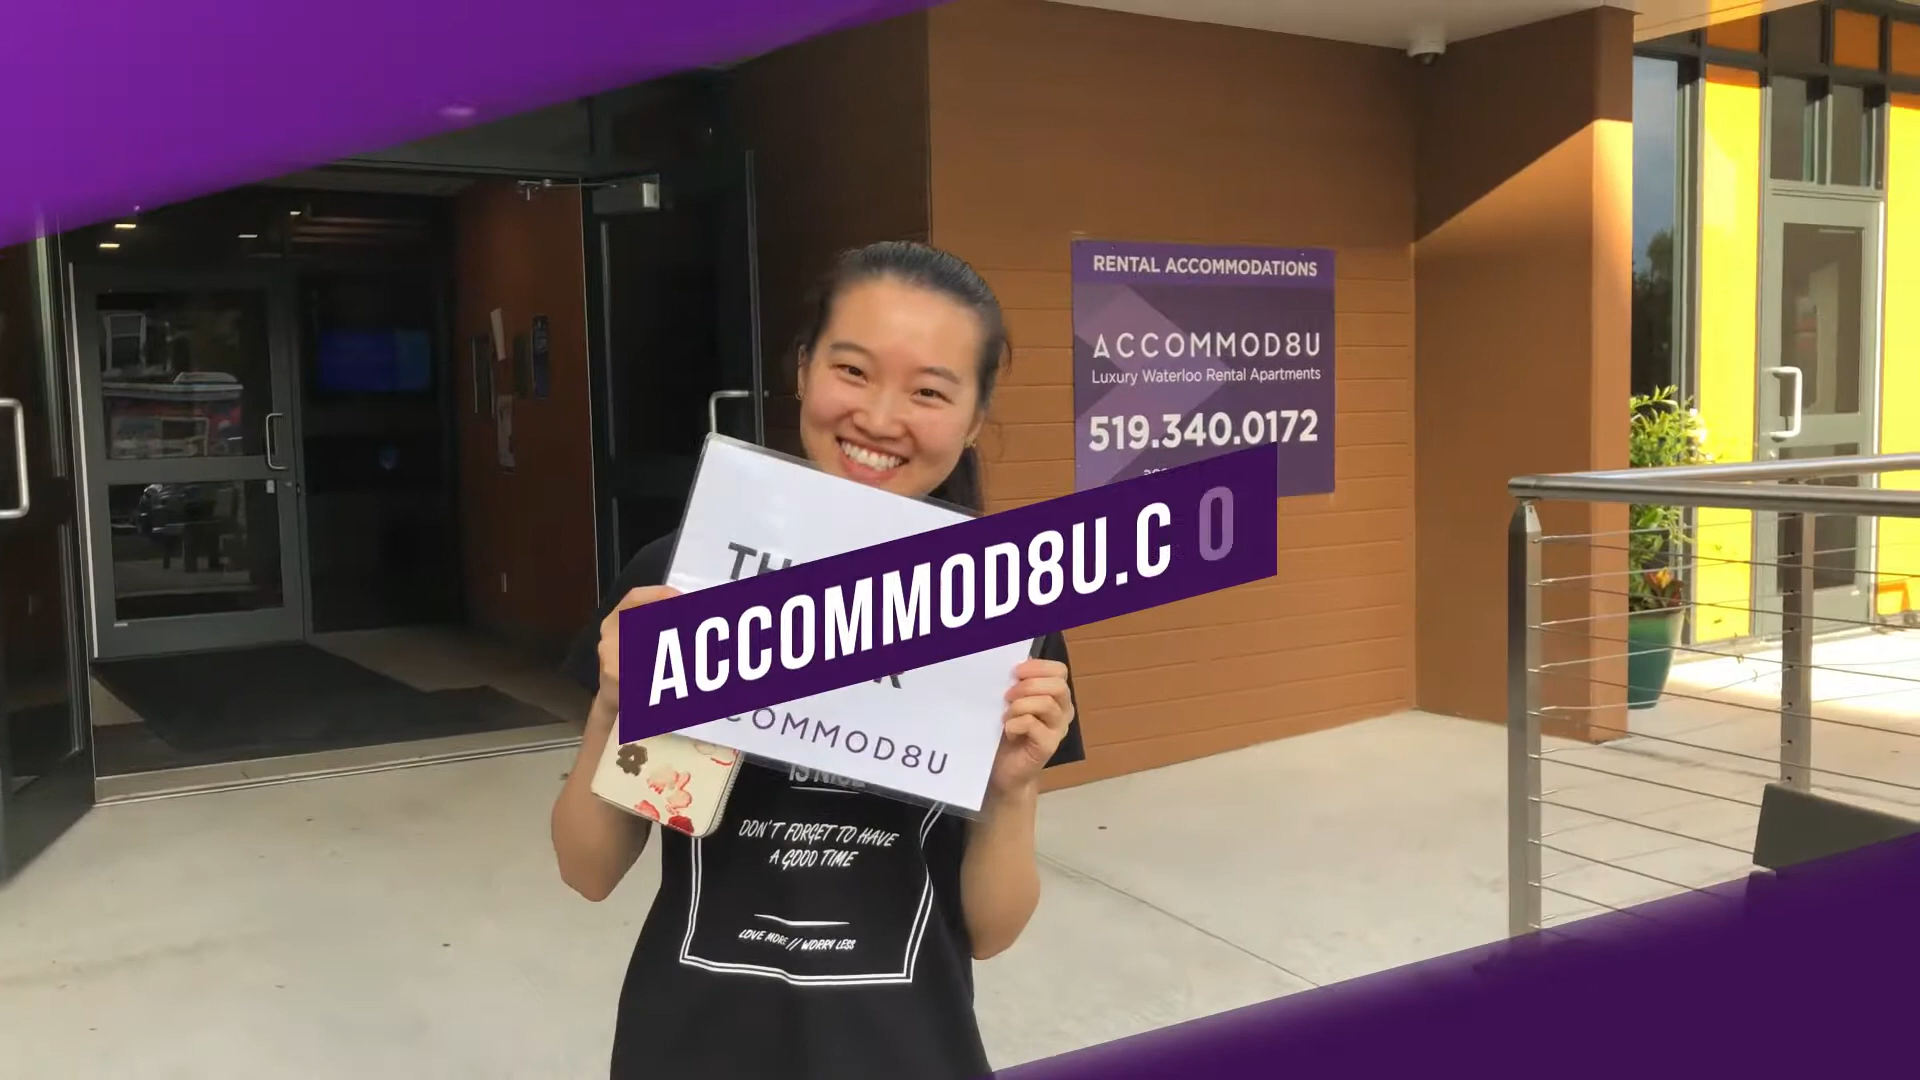 RENTAL ACCOMMODATIONS
ACCOMMOD8U
Luxury Waterloo Rental Apartments
519.340.0172
ACCOMMOD8U.CO
DON'T FORGET TO HAVE
A GOOD TIME
LOVE MORE // WORRY LESS